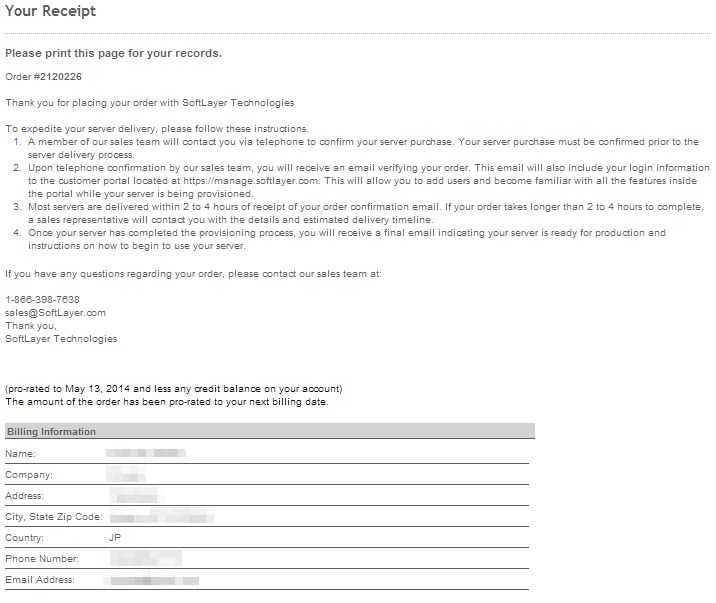 Your Receipt
Please print this page for your records.
Order #2120226
Thank you for placing your order with SoftLayer Technologies
To expedite your server delivery, please follow these instructions.
1. A member of our sales team will contact you via telephone to confirm your server purchase. Your server purchase must be confirmed prior to the
server delivery process.
2. Upon telephone confirmation by our sales team, you will receive an email verifying your order. This email will also include your login information
to the customer portal located at https://manage.softlayer.com. This will allow you to add users and become familiar with all the features inside
the portal while your server is being provisioned.
3. Most servers are delivered within 2 to 4 hours of receipt of your order confirmation email. If your order takes longer than 2 to 4 hours to complete,
a sales representative will contact you with the details and estimated delivery timeline.
4. Once your server has completed the provisioning process, you will receive a final email indicating your server is ready for production and
instructions on how to begin to use your server.
If you have any questions regarding your order, please contact our sales team at:
1-866-398-7638
sales@SoftLayer.com
Thank you,
SoftLayer Technologies
(pro-rated to May 13, 2014 and less any credit balance on your account)
The amount of the order has been pro-rated to your next billing date.
Billing Information
Name:
Company:
Address:
City, State Zip Code:
Country: JP
Phone Number:
Email Address: